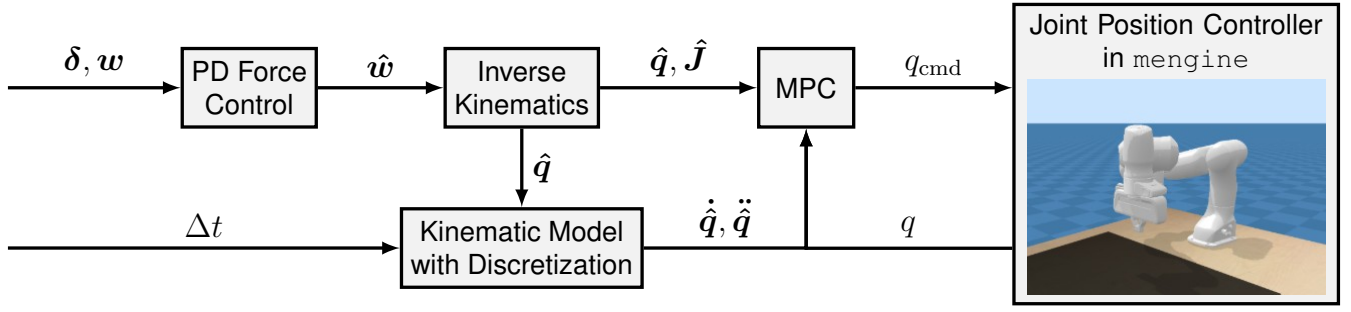 Joint Position Controller
in mengine
δ, w
PD Force
Control
ŵ
Inverse
Kinematics
q̂, Ĵ
MPC
q_cmd
q̂
Δt
Kinematic Model
with Discretization
q̂̇, q̂̈
q